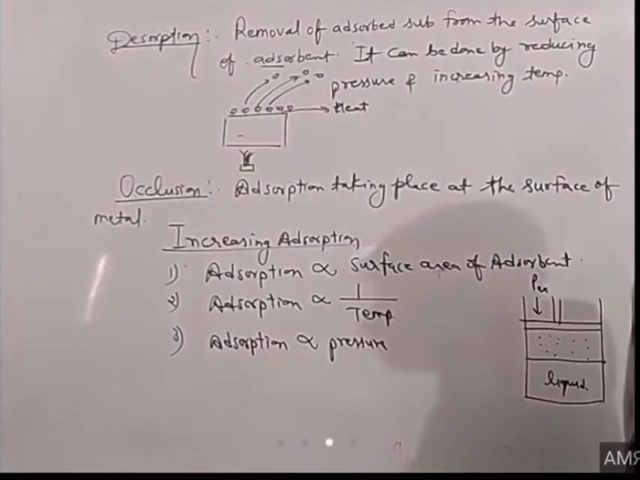 Desorption:. Removal of adsorbed sub from the surface
of adsorbent. It can be done by reducing
pressure & increasing temp.
Heat
Occlusion:. Adsorption taking place at the surface of
metal.
Increasing Adsorption
1) Adsorption ∝ surface area of Adsorbent.
2) Adsorption ∝ 1/Temp
3) Adsorption ∝ pressure
liquid.